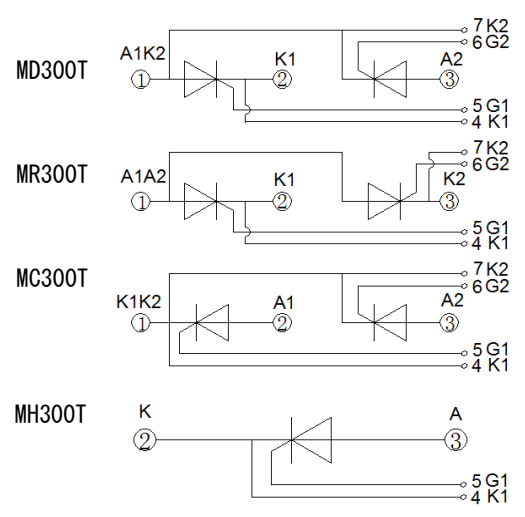 7 K2
6 G2
A1K2 K1 A2
MD300T
① ② ③
5 G1
4 K1
7 K2
6 G2
MR300T A1A2 K1 K2
① ② ③
5 G1
4 K1
7 K2
6 G2
MC300T
K1K2 A1 A2
① ② ③
5 G1
4 K1
MH300T K A
② ③
5 G1
4 K1